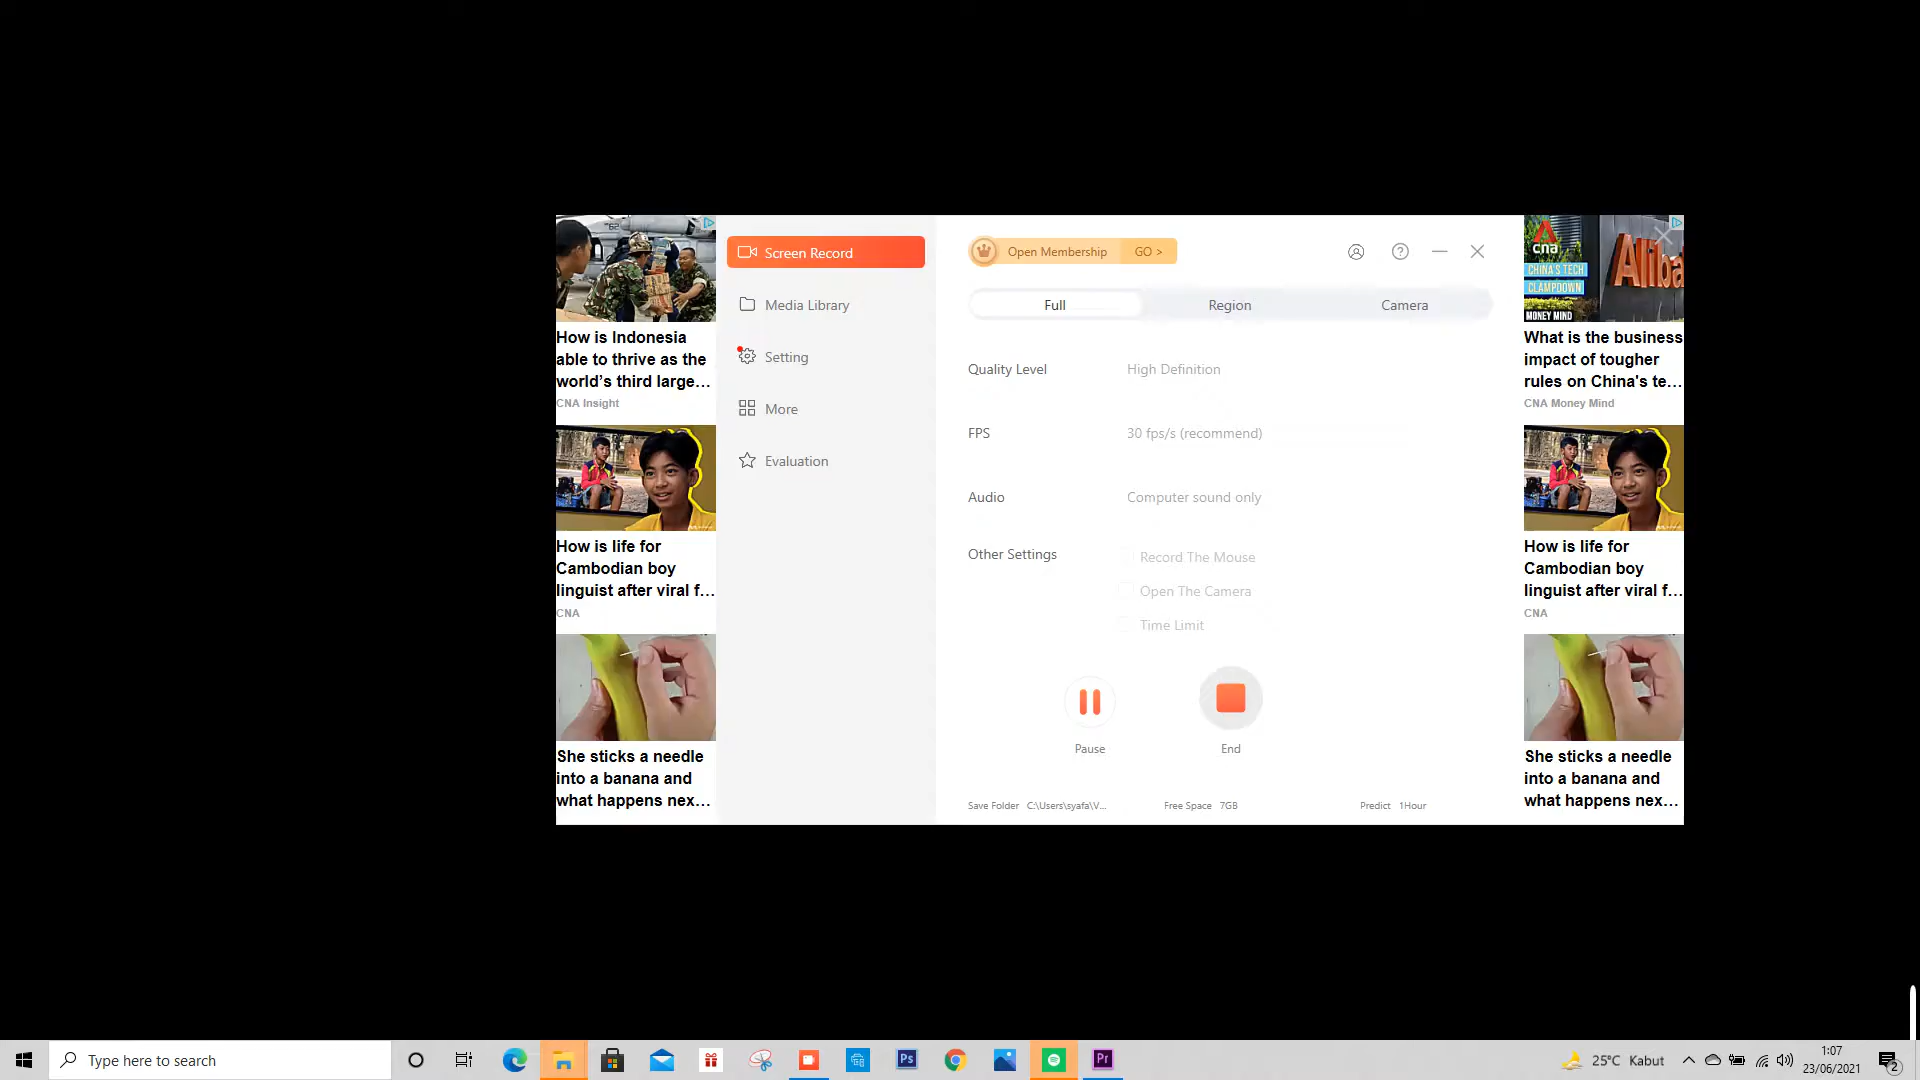 How is Indonesia
able to thrive as the
world's third large...
CNA Insight
How is life for
Cambodian boy
linguist after viral f...
CNA
She sticks a needle
into a banana and
what happens nex...
Screen Record
Media Library
Setting
More
Evaluation
Open Membership GO >
Full Region Camera
Quality Level High Definition
FPS 30 fps/s (recommend)
Audio Computer sound only
Other Settings Record The Mouse
Open The Camera
Time Limit
Pause End
Save Folder C:\Users\syafa\V... Free Space 7GB Predict 1Hour
cna
CHINA'S TECH
CLAMPDOWN
MONEY MIND
Aliba
What is the business
impact of tougher
rules on China's te...
CNA Money Mind
How is life for
Cambodian boy
linguist after viral f...
CNA
She sticks a needle
into a banana and
what happens nex...
Type here to search
Ps
Pr
25°C Kabut
1:07
23/06/2021
2